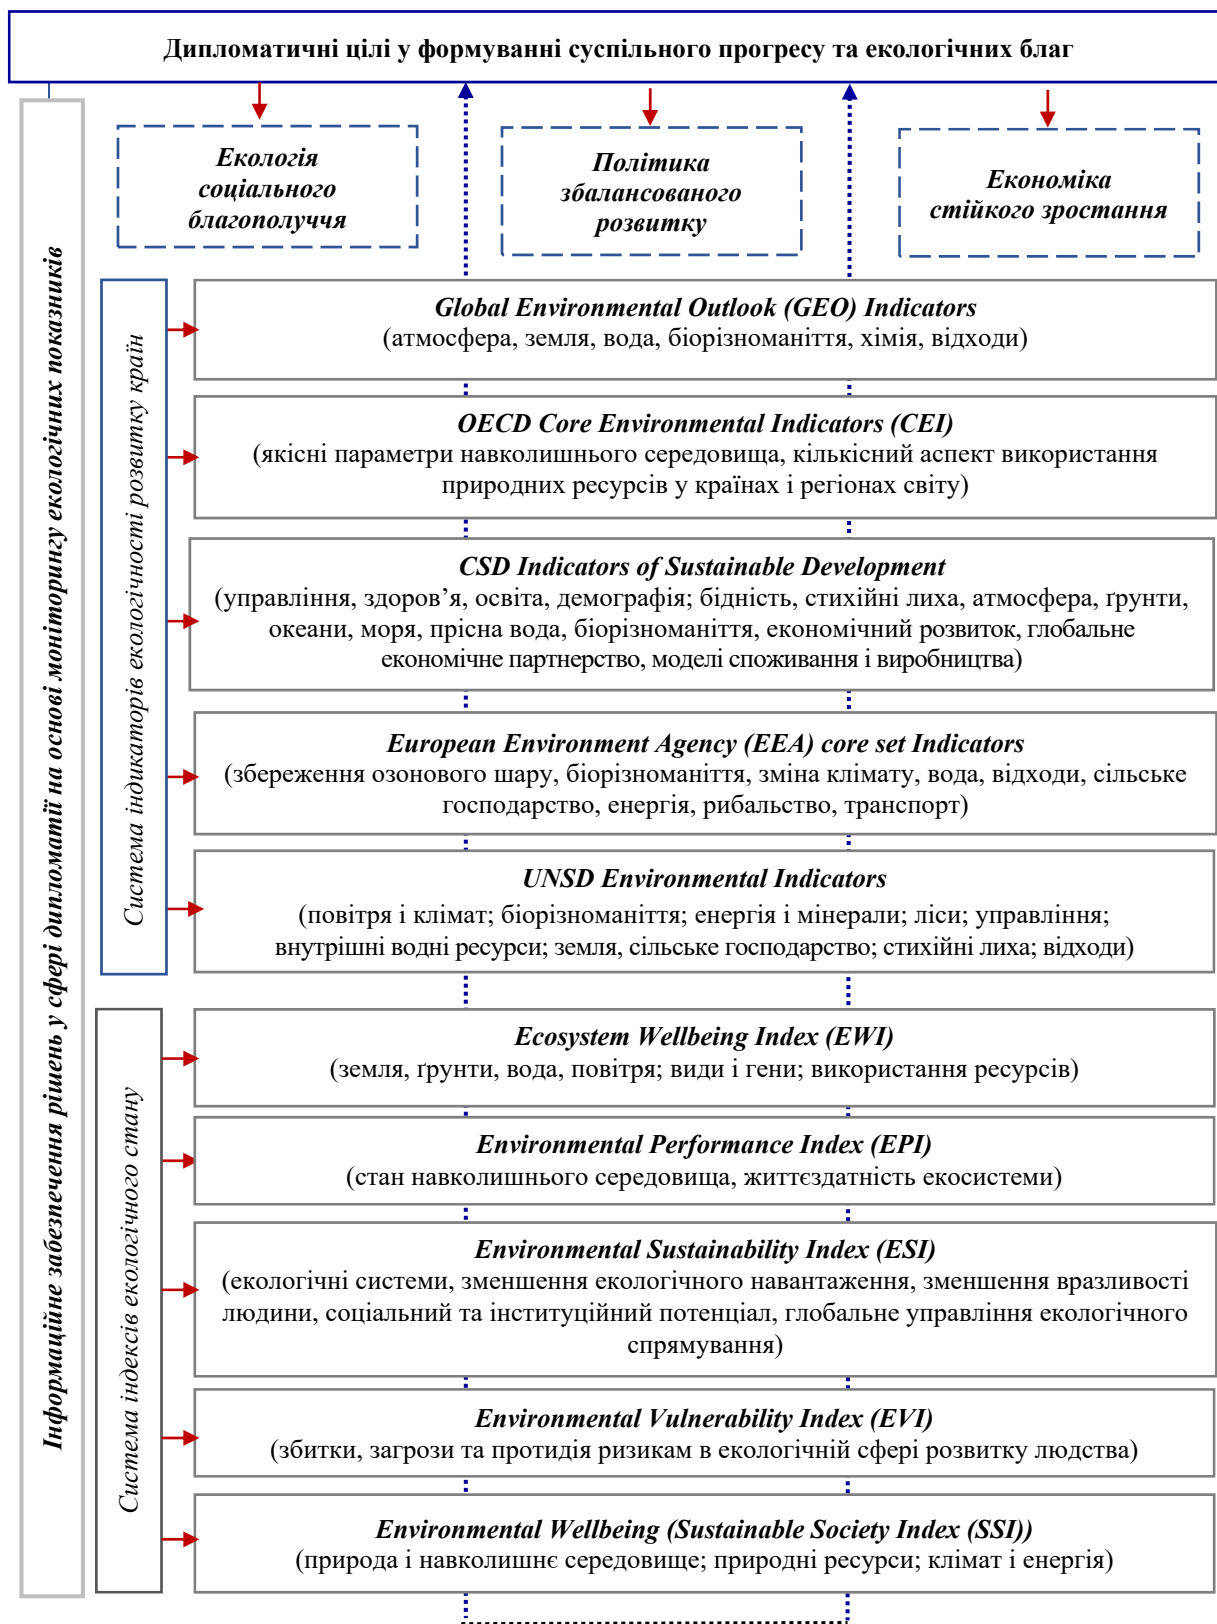 Дипломатичні цілі у формуванні суспільного прогресу та екологічних благ
Екологія
соціального
благополуччя
Політика
збалансованого
розвитку
Економіка
стійкого зростання
Інформаційне забезпечення рішень у сфері дипломатії на основі моніторингу екологічних показників
Система індикаторів екологічності розвитку країн
Global Environmental Outlook (GEO) Indicators
(атмосфера, земля, вода, біорізноманіття, хімія, відходи)
OECD Core Environmental Indicators (CEI)
(якісні параметри навколишнього середовища, кількісний аспект використання
природних ресурсів у країнах і регіонах світу)
CSD Indicators of Sustainable Development
(управління, здоров’я, освіта, демографія; бідність, стихійні лиха, атмосфера, ґрунти,
океани, моря, прісна вода, біорізноманіття, економічний розвиток, глобальне
економічне партнерство, моделі споживання і виробництва)
European Environment Agency (EEA) core set Indicators
(збереження озонового шару, біорізноманіття, зміна клімату, вода, відходи, сільське
господарство, енергія, рибальство, транспорт)
UNSD Environmental Indicators
(повітря і клімат; біорізноманіття; енергія і мінерали; ліси; управління;
внутрішні водні ресурси; земля, сільське господарство; стихійні лиха; відходи)
Система індексів екологічного стану
Ecosystem Wellbeing Index (EWI)
(земля, ґрунти, вода, повітря; види і гени; використання ресурсів)
Environmental Performance Index (EPI)
(стан навколишнього середовища, життєздатність екосистеми)
Environmental Sustainability Index (ESI)
(екологічні системи, зменшення екологічного навантаження, зменшення вразливості
людини, соціальний та інституційний потенціал, глобальне управління екологічного
спрямування)
Environmental Vulnerability Index (EVI)
(збитки, загрози та протидія ризикам в екологічній сфері розвитку людства)
Environmental Wellbeing (Sustainable Society Index (SSI))
(природа і навколишнє середовище; природні ресурси; клімат і енергія)